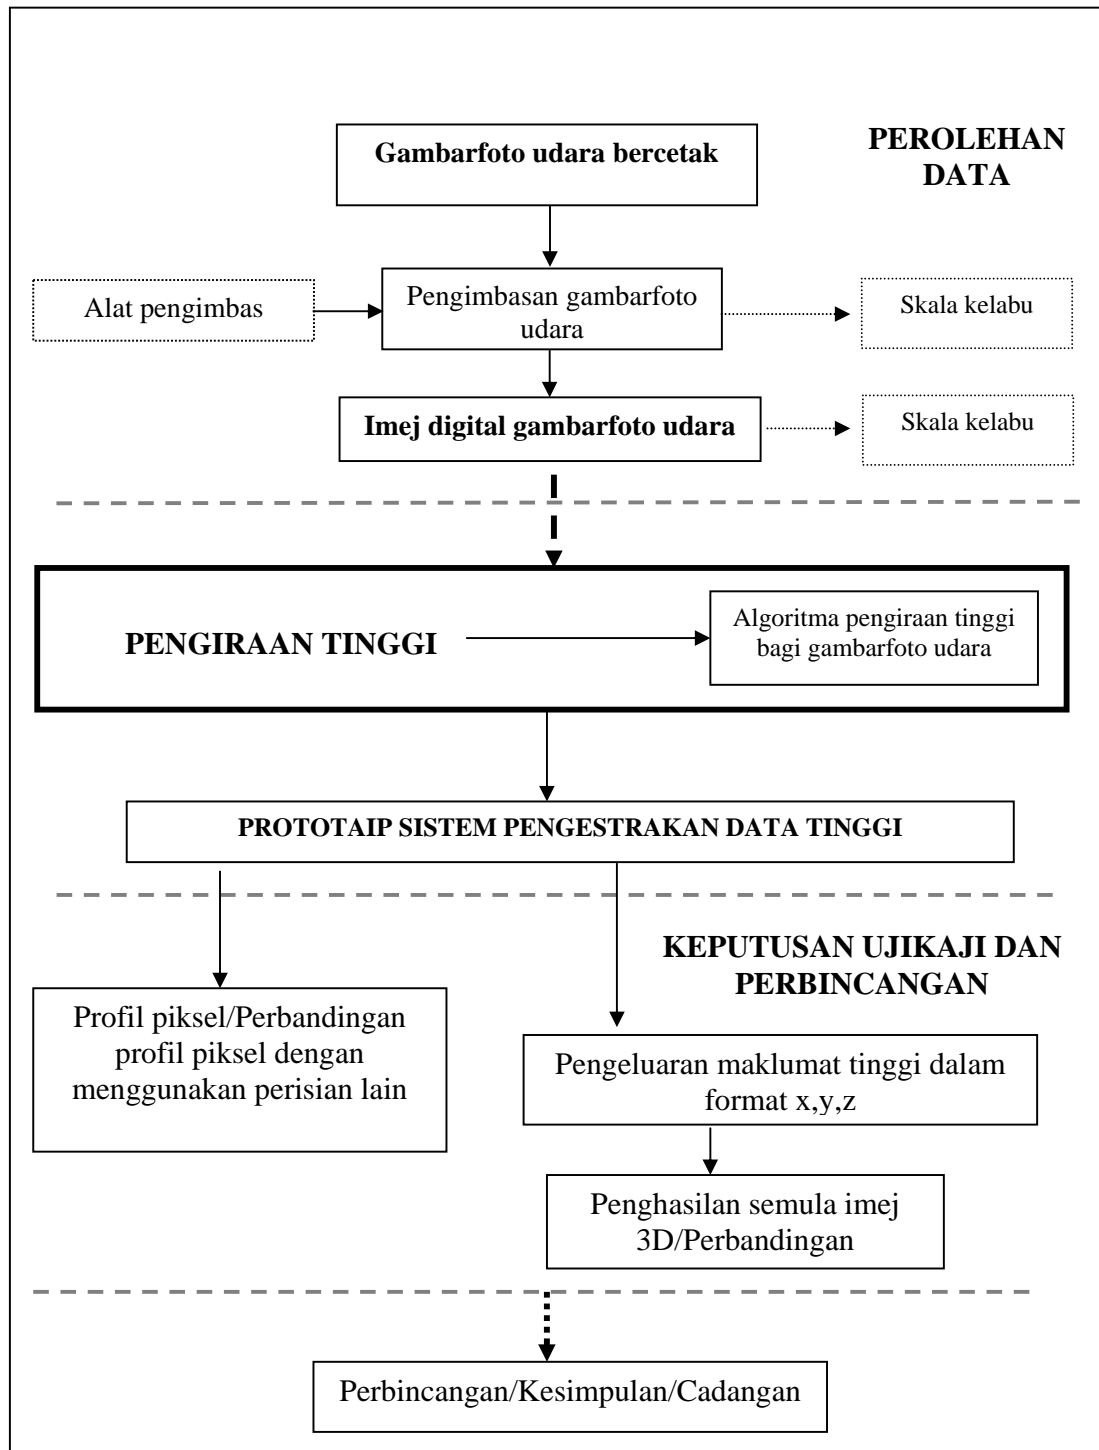 Gambarfoto udara bercetak
PEROLEHAN
DATA
Alat pengimbas
Pengimbasan gambarfoto
udara
Skala kelabu
Imej digital gambarfoto udara
Skala kelabu
PENGIRAAN TINGGI
Algoritma pengiraan tinggi
bagi gambarfoto udara
PROTOTAIP SISTEM PENGESTRAKAN DATA TINGGI
KEPUTUSAN UJIKAJI DAN
PERBINCANGAN
Profil piksel/Perbandingan
profil piksel dengan
menggunakan perisian lain
Pengeluaran maklumat tinggi dalam
format x,y,z
Penghasilan semula imej
3D/Perbandingan
Perbincangan/Kesimpulan/Cadangan